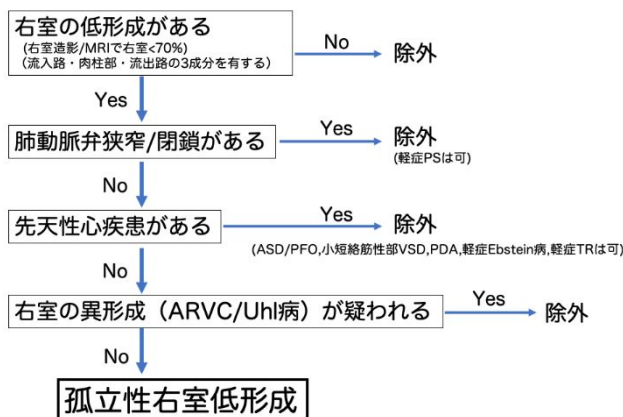 右室の低形成がある
(右室造影/MRIで右室<70%)
(流入路・肉柱部・流出路の3成分を有する)
No
除外
Yes
肺動脈弁狭窄/閉鎖がある
Yes
除外
(軽症PSは可)
No
先天性心疾患がある
Yes
除外
(ASD/PFO,小短絡筋性部VSD,PDA,軽症Ebstein病,軽症TRは可)
No
右室の異形成（ARVC/Uhl病）が疑われる
Yes
除外
No
孤立性右室低形成